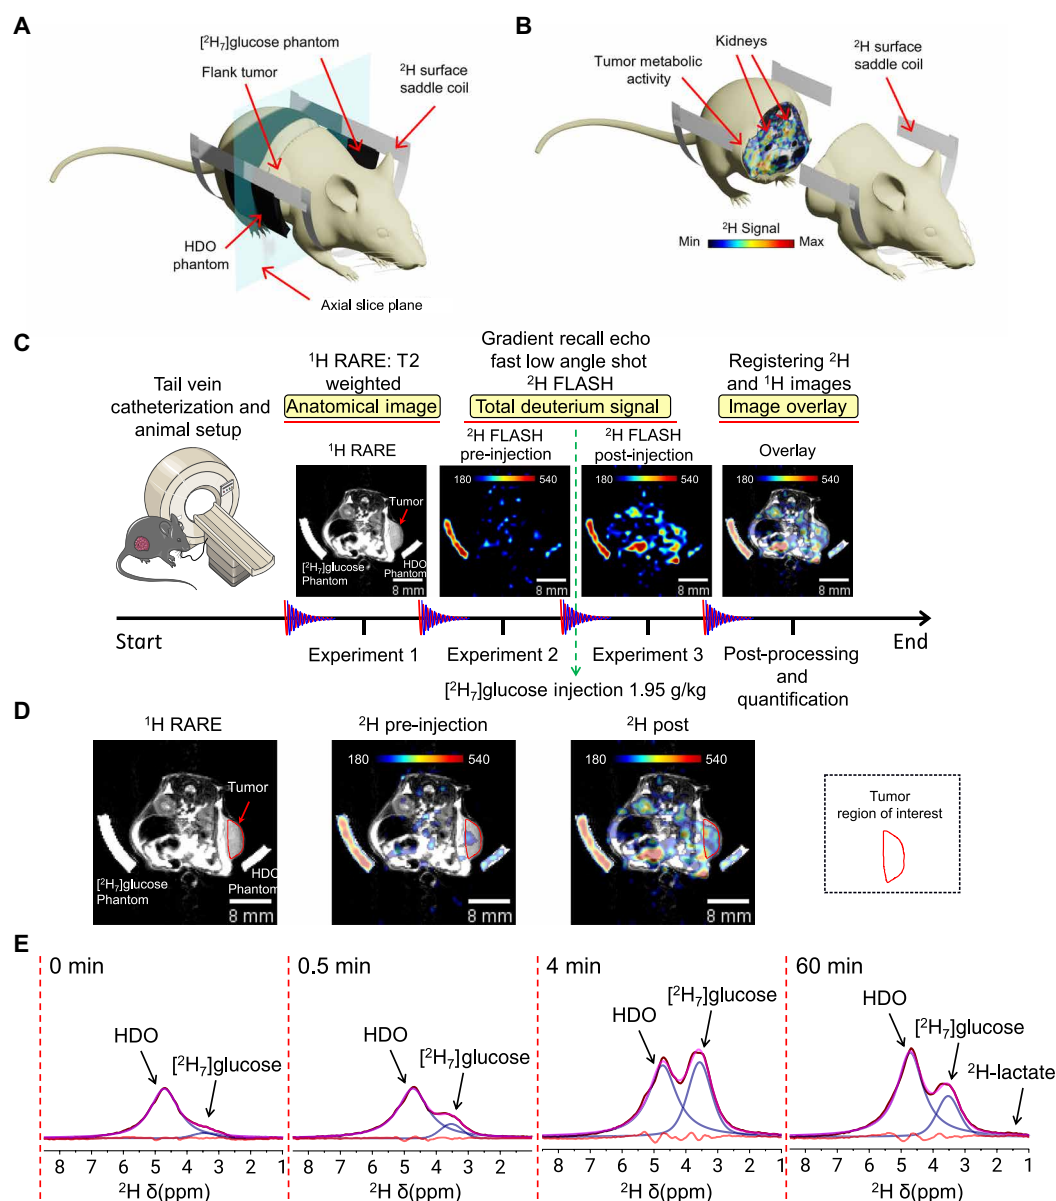 A
[²H₇]glucose phantom
Flank tumor
²H surface
saddle coil
HDO
phantom
Axial slice plane
B
Kidneys
Tumor metabolic
activity
²H surface
saddle coil
²H Signal
Min Max
C
Tail vein
catheterization and
animal setup
¹H RARE: T2
weighted
Anatomical image
Gradient recall echo
fast low angle shot
²H FLASH
Total deuterium signal
Registering ²H
and ¹H images
Image overlay
¹H RARE
Tumor
[²H₇]glucose
Phantom
HDO
Phantom
8 mm
²H FLASH
pre-injection
180 540
8 mm
²H FLASH
post-injection
180 540
8 mm
Overlay
8 mm
Start
End
Experiment 1
Experiment 2
Experiment 3
Post-processing
and
quantification
[²H₇]glucose injection 1.95 g/kg
D
¹H RARE
Tumor
[²H₇]glucose
Phantom
HDO
Phantom
8 mm
²H pre-injection
180 540
8 mm
²H post
180 540
8 mm
Tumor
region of interest
E
0 min
HDO
[²H₇]glucose
8 7 6 5 4 3 2 1
²H δ(ppm)
0.5 min
HDO
[²H₇]glucose
8 7 6 5 4 3 2
²H δ(ppm)
4 min
HDO
[²H₇]glucose
8 7 6 5 4 3 2 1
²H δ(ppm)
60 min
HDO
[²H₇]glucose
²H-lactate
8 7 6 5 4 3 2 1
²H δ(ppm)